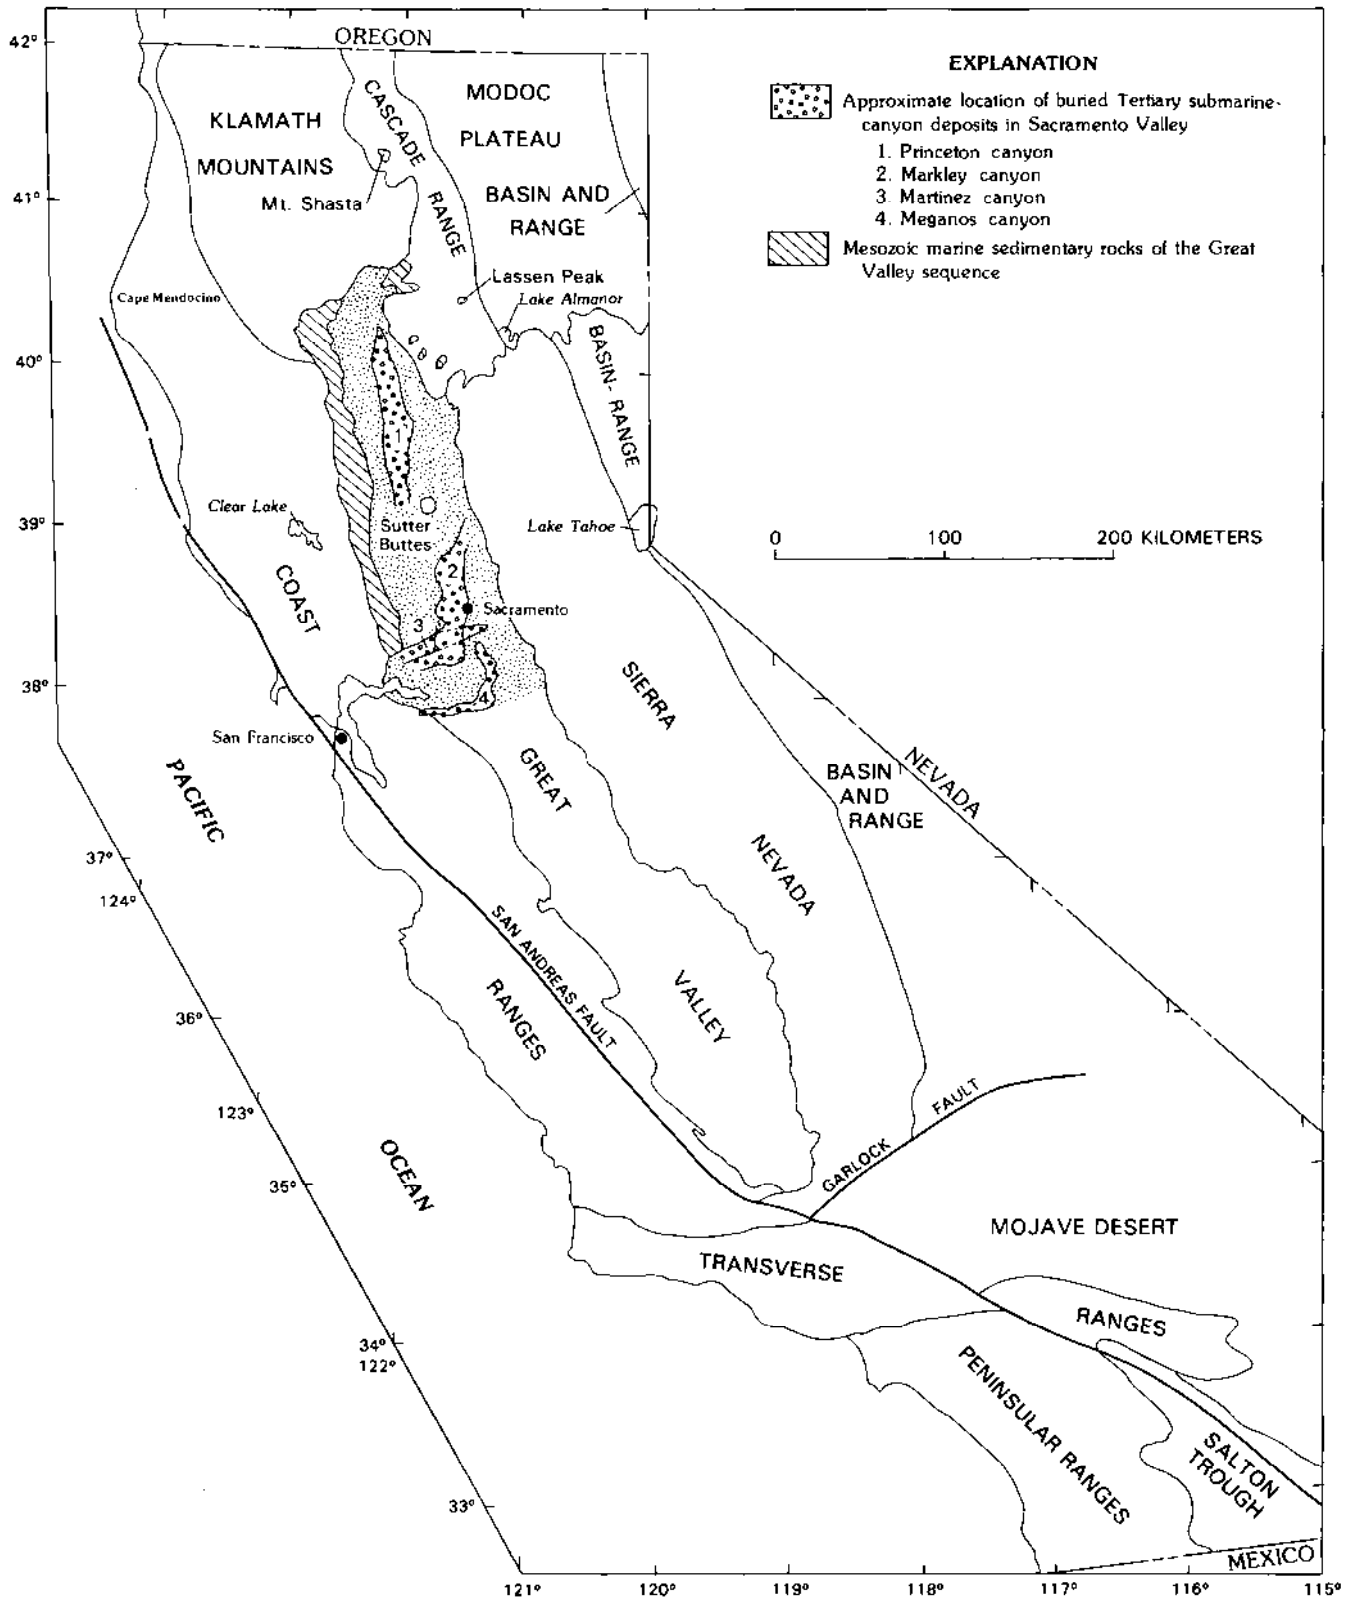 42°
OREGON
EXPLANATION
Approximate location of buried Tertiary submarine-
canyon deposits in Sacramento Valley
1. Princeton canyon
2. Markley canyon
3. Martinez canyon
4. Meganos canyon
Mesozoic marine sedimentary rocks of the Great
Valley sequence
KLAMATH
MOUNTAINS
CASCADE
RANGE
MODOC
PLATEAU
BASIN AND
RANGE
Mt. Shasta
41°
Lassen Peak
Lake Almanor
Cape Mendocino
BASIN-RANGE
40°
1
Clear Lake
Sutter
Buttes
Lake Tahoe
39°
0 100 200 KILOMETERS
COAST
2
Sacramento
3
4
38°
San Francisco
SIERRA
NEVADA
GREAT
VALLEY
BASIN
AND
RANGE
NEVADA
PACIFIC
OCEAN
37°
124°
SAN ANDREAS FAULT
RANGES
36°
123°
GARLOCK
FAULT
35°
MOJAVE DESERT
TRANSVERSE
RANGES
34°
122°
PENINSULAR RANGES
SALTON
TROUGH
33°
MEXICO
121° 120° 119° 118° 117° 116° 115°